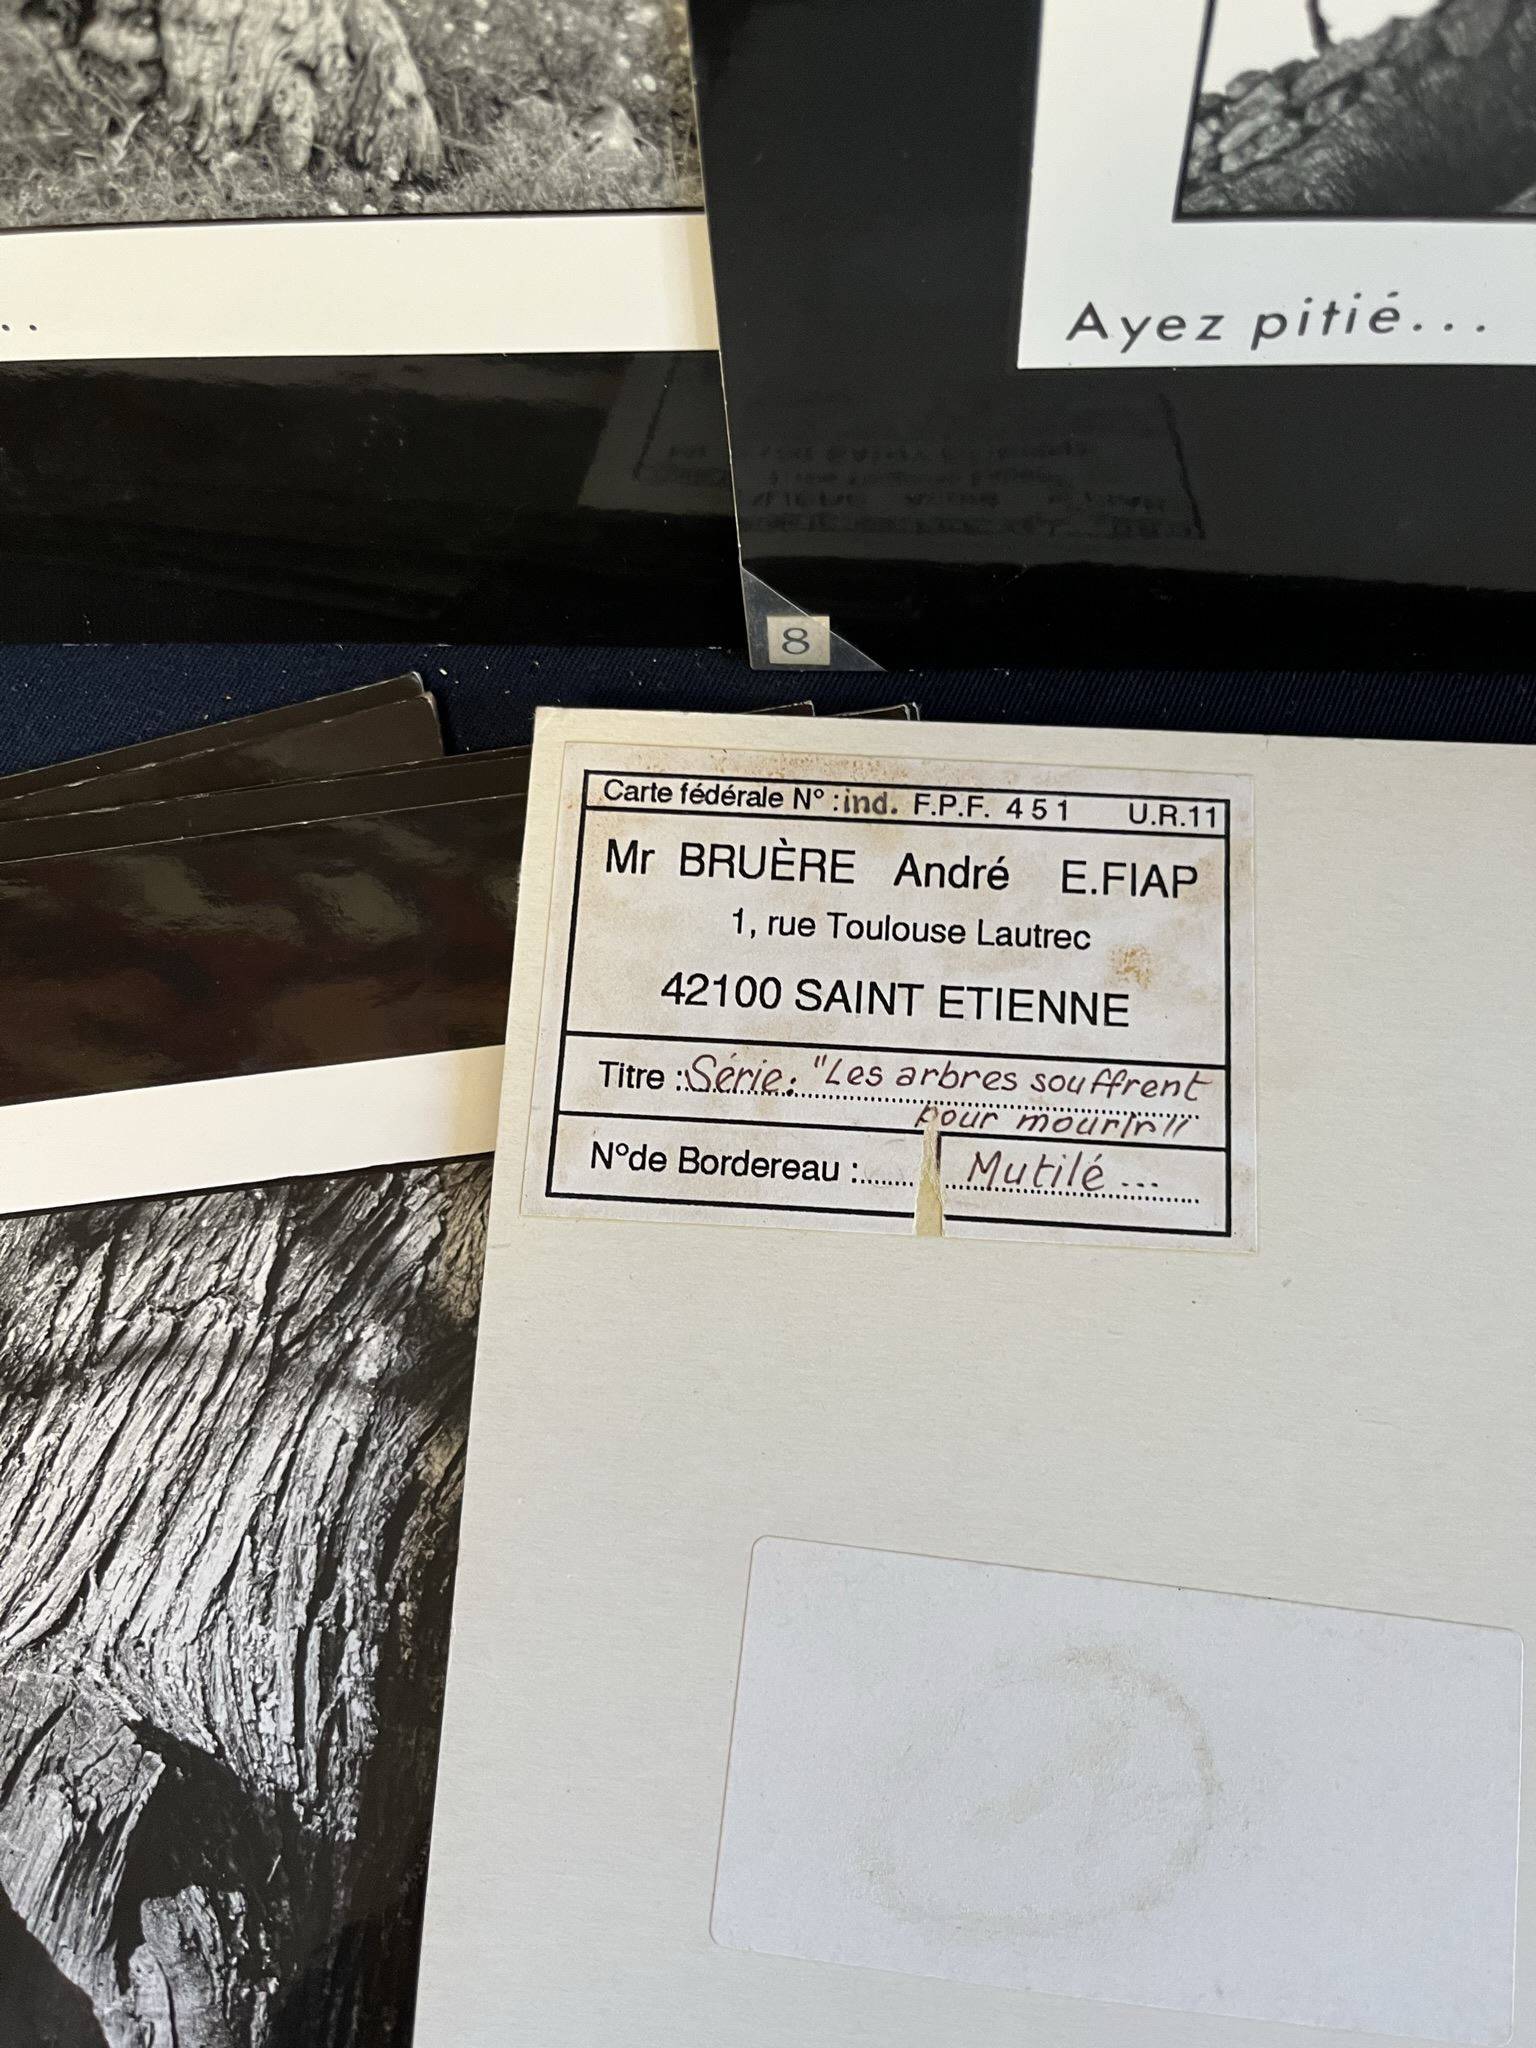 . .
Ayez pitié...
8
Carte fédérale N° :ind. F.P.F. 451 U.R.11
Mr BRUÈRE André E.FIAP
1, rue Toulouse Lautrec
42100 SAINT ETIENNE
Titre : Série: "Les arbres souffrent
pour mourir"
N°de Bordereau : Mutilé ...